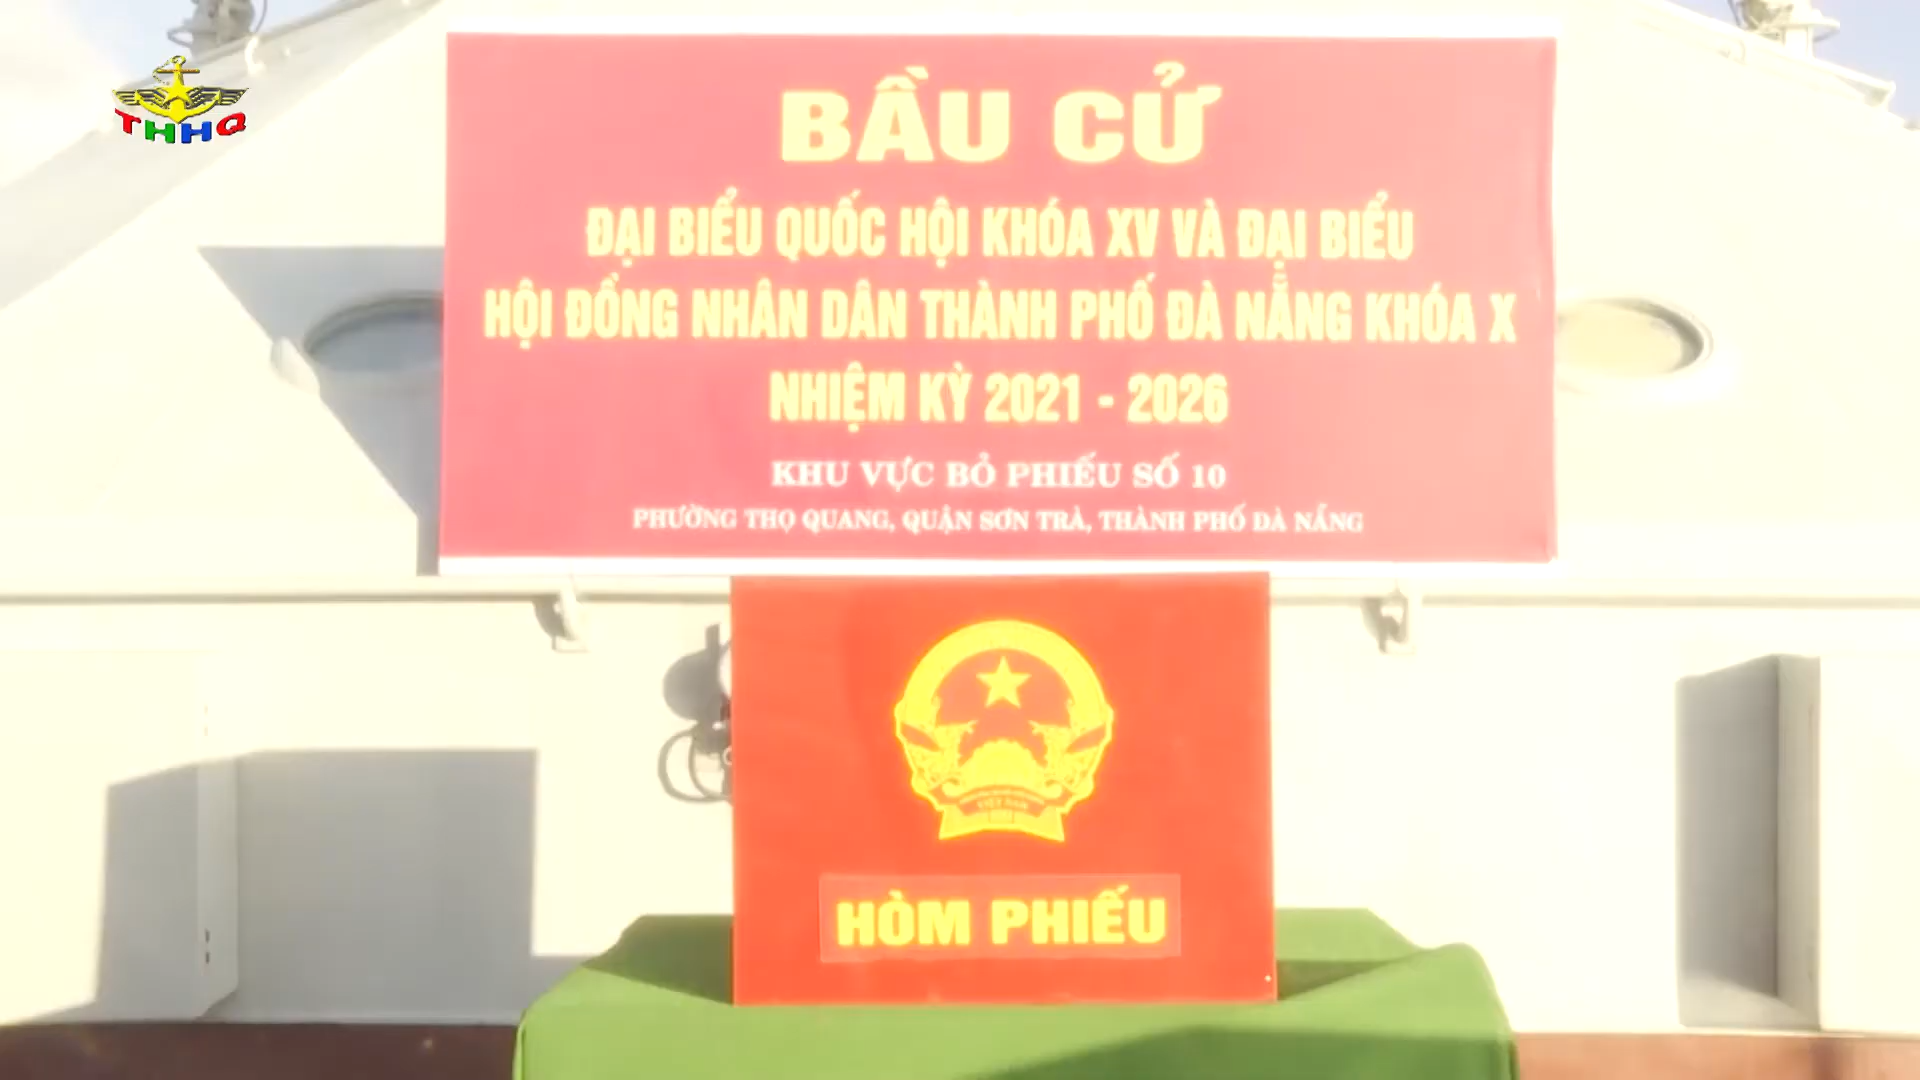 THHQ
BẦU CỬ
ĐẠI BIỂU QUỐC HỘI KHÓA XV VÀ ĐẠI BIỂU
HỘI ĐỒNG NHÂN DÂN THÀNH PHỐ ĐÀ NẴNG KHÓA X
NHIỆM KỲ 2021 - 2026
KHU VỰC BỎ PHIẾU SỐ 10
PHƯỜNG THỌ QUANG, QUẬN SƠN TRÀ, THÀNH PHỐ ĐÀ NẴNG
VIỆT NAM
HÒM PHIẾU